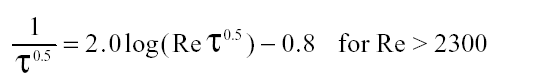 1/τ^0.5 = 2.0 log( Re τ^0.5 ) – 0.8 for Re > 2300